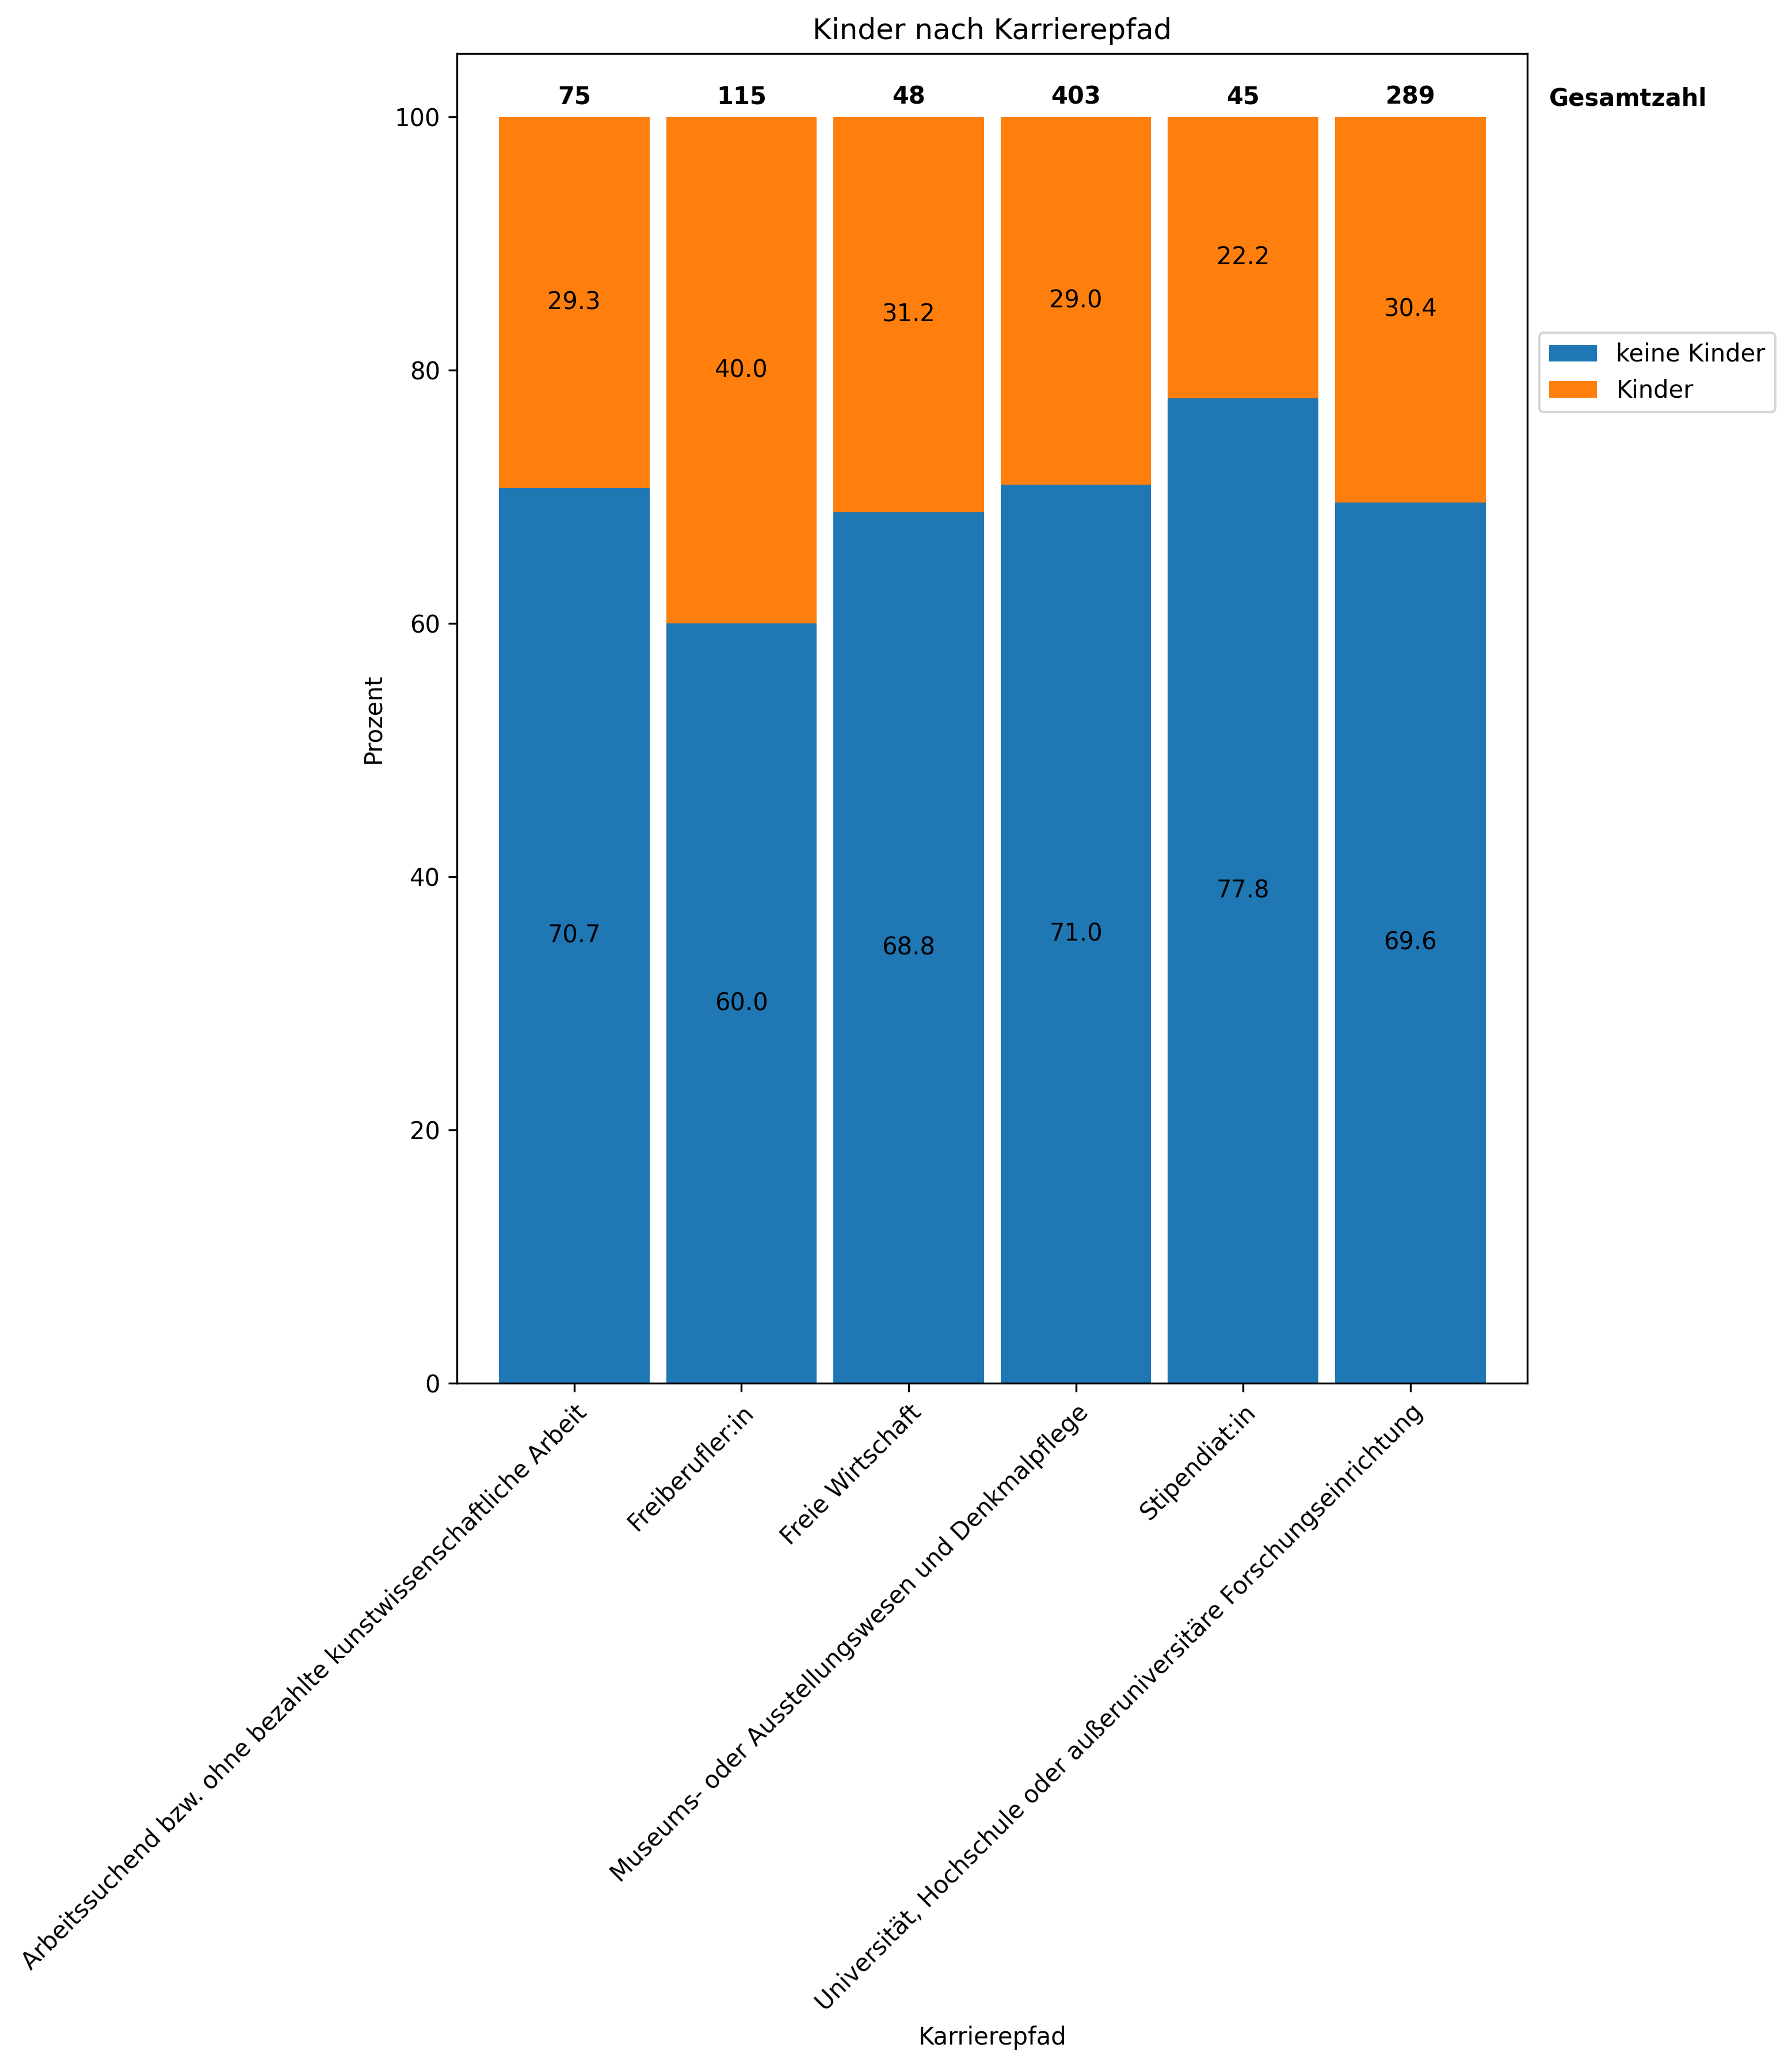 Kinder nach Karrierepfad
75 115 48 403 45 289 Gesamtzahl
100
80
60
40
20
0
Prozent
29.3 40.0 31.2 29.0 22.2 30.4
70.7 60.0 68.8 71.0 77.8 69.6
keine Kinder
Kinder
Arbeitssuchend bzw. ohne bezahlte kunstwissenschaftliche Arbeit
Freiberufler:in
Freie Wirtschaft
Museums- oder Ausstellungswesen und Denkmalpflege
Stipendiat:in
Universität, Hochschule oder außeruniversitäre Forschungseinrichtung
Karrierepfad